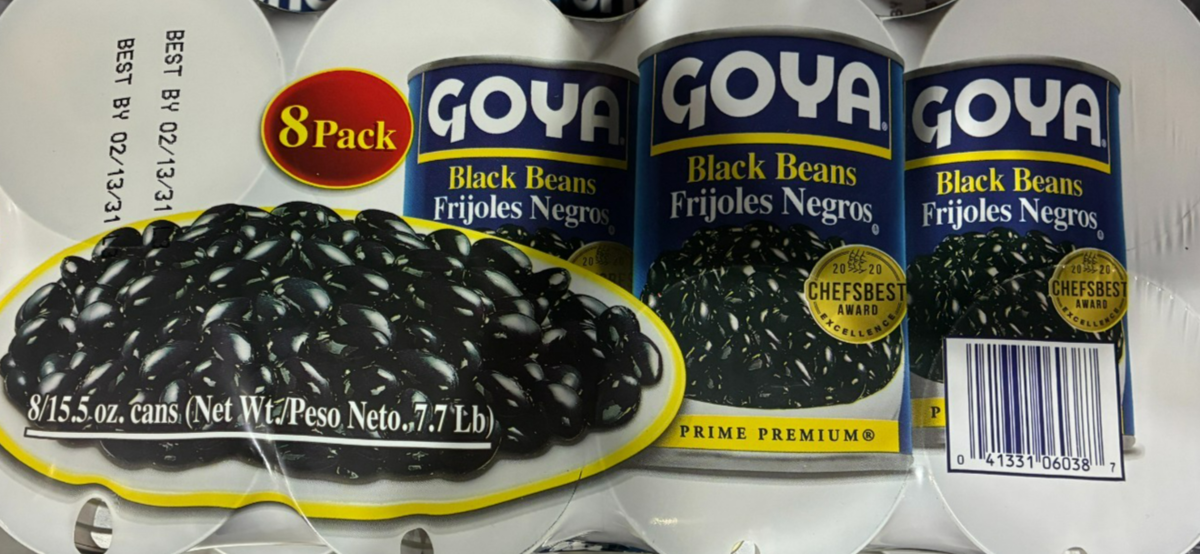 BEST BY 02/13/31
BEST BY 02/13/31
8 Pack
GOYA
Black Beans
Frijoles Negros
GOYA
Black Beans
Frijoles Negros
2020
CHEFSBEST
AWARD
EXCELLENCE
PRIME PREMIUM®
GOYA
Black Beans
Frijoles Negros
2020
CHEFSBEST
AWARD
EXCELLENCE
P
8/15.5 oz. cans (Net Wt./Peso Neto.,7.7 Lb)
0 41331 06038 7